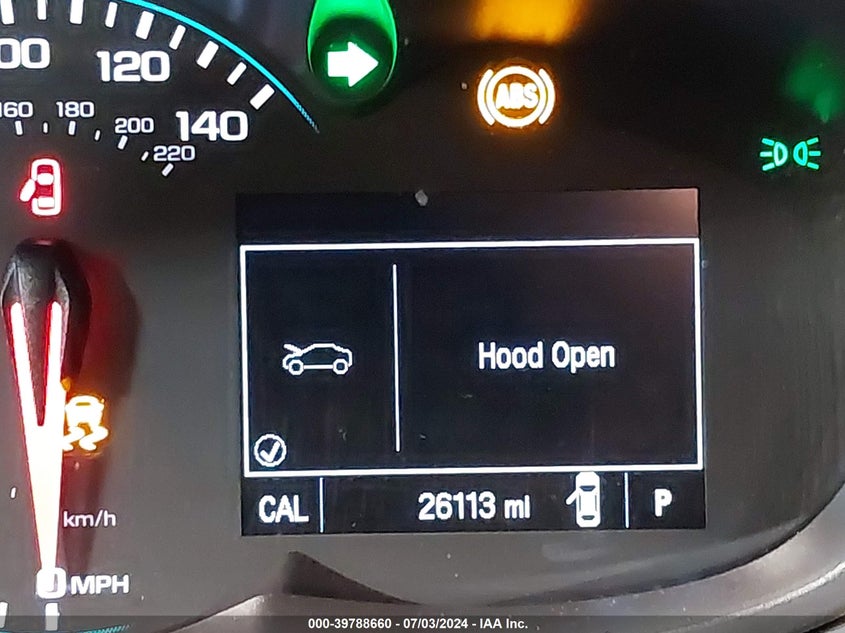 120
140
160
180
200
220
ABS
Hood Open
CAL
26113 mi
P
km/h
0 MPH
000-39788660 - 07/03/2024 - IAA Inc.